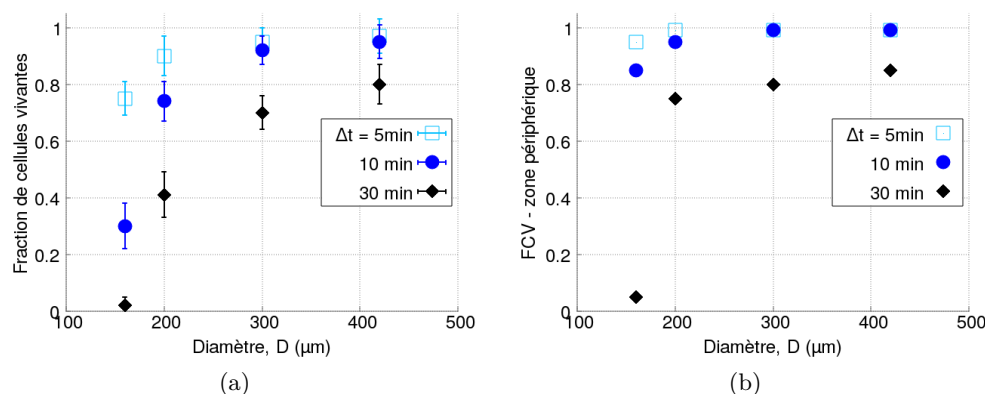 Fraction de cellules vivantes
1
0.8
0.6
0.4
0.2
0
100
200
300
400
500
Diamètre, D (µm)
Δt = 5min
10 min
30 min
(a)
FCV - zone périphérique
1
0.8
0.6
0.4
0.2
0
100
200
300
400
500
Diamètre, D (µm)
Δt = 5min
10 min
30 min
(b)